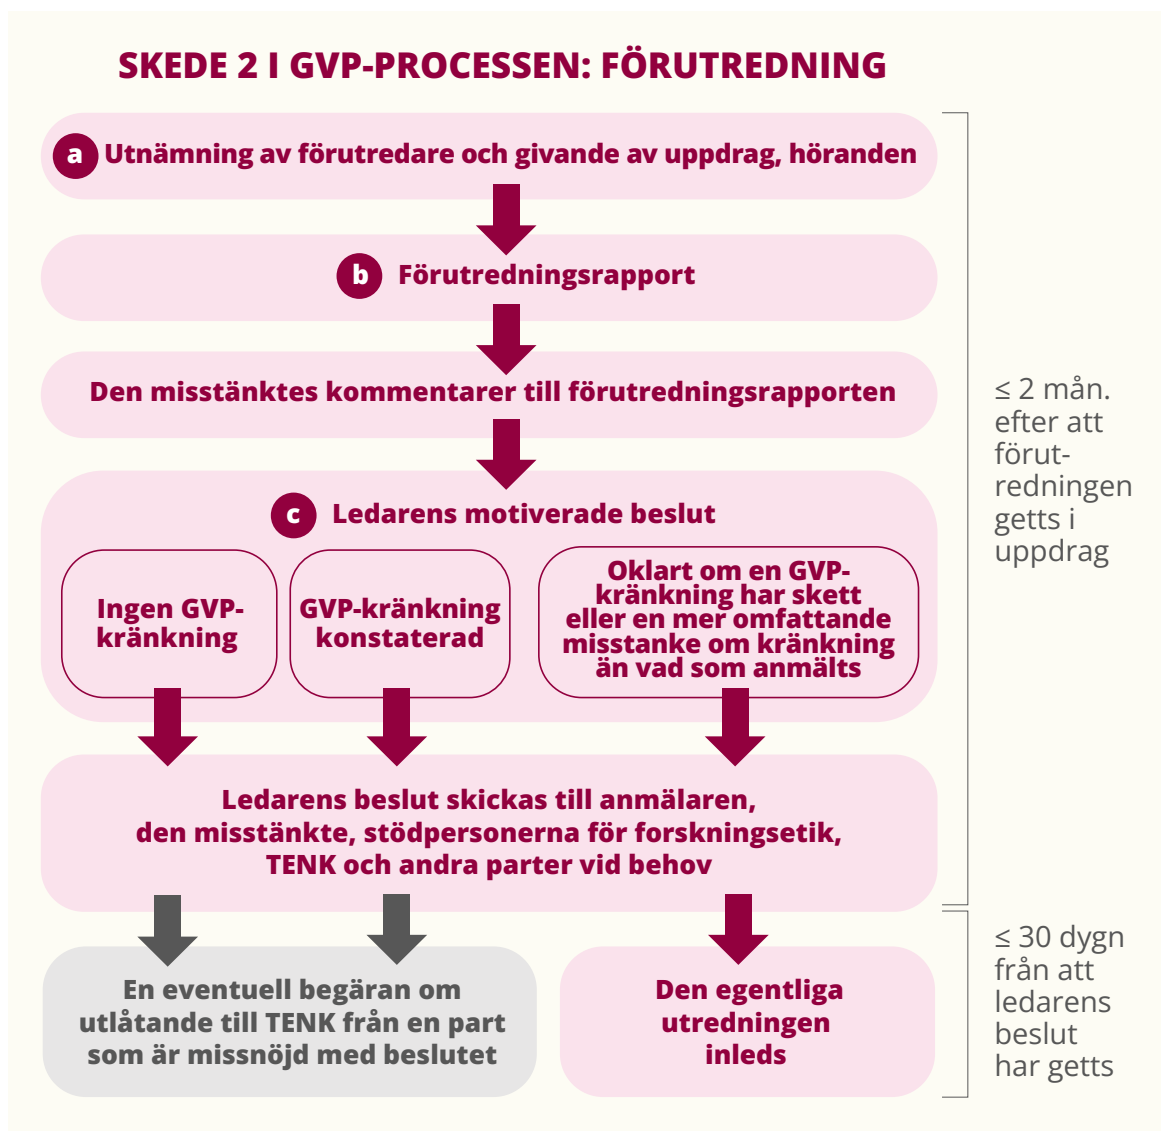 SKEDE 2 I GVP-PROCESSEN: FÖRUTREDNING
a Utnämning av förutredare och givande av uppdrag, höranden
b Förutredningsrapport
Den misstänktes kommentarer till förutredningsrapporten
c Ledarens motiverade beslut
Ingen GVP-
kränkning
GVP-kränkning
konstaterad
Oklart om en GVP-
kränkning har skett
eller en mer omfattande
misstanke om kränkning
än vad som anmälts
Ledarens beslut skickas till anmälaren,
den misstänkte, stödpersonerna för forskningsetik,
TENK och andra parter vid behov
≤ 2 mån.
efter att
förut-
redningen
getts i
uppdrag
En eventuell begäran om
utlåtande till TENK från en part
som är missnöjd med beslutet
Den egentliga
utredningen
inleds
≤ 30 dygn
från att
ledarens
beslut
har getts